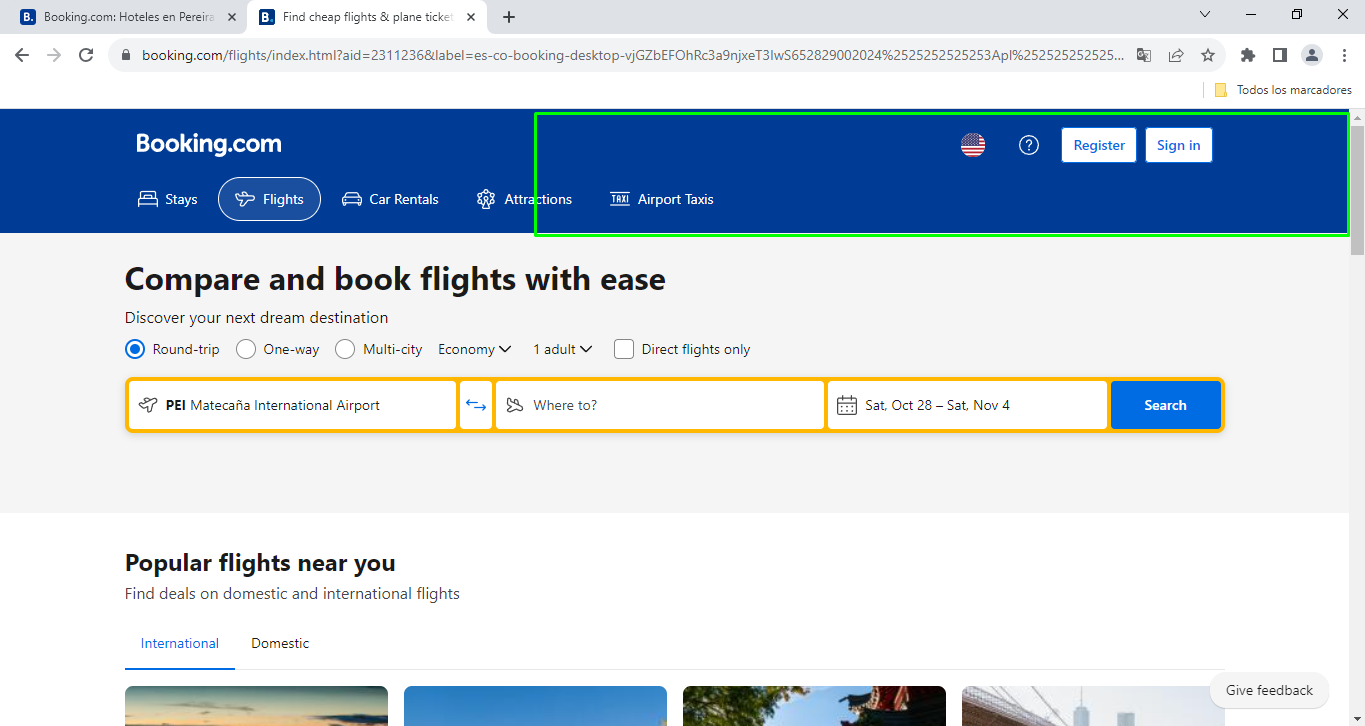 Booking.com: Hoteles en Pereira
Find cheap flights & plane ticket
booking.com/flights/index.html?aid=2311236&label=es-co-booking-desktop-vjGZbEFOhRc3a9njxeT3IwS652829002024%2525252525253Apl%252525252525...
Todos los marcadores
Booking.com
Register
Sign in
Stays
Flights
Car Rentals
Attractions
TAXI Airport Taxis
Compare and book flights with ease
Discover your next dream destination
Round-trip One-way Multi-city Economy 1 adult Direct flights only
PEI Matecaña International Airport
Where to?
Sat, Oct 28 – Sat, Nov 4
Search
Popular flights near you
Find deals on domestic and international flights
International Domestic
Give feedback